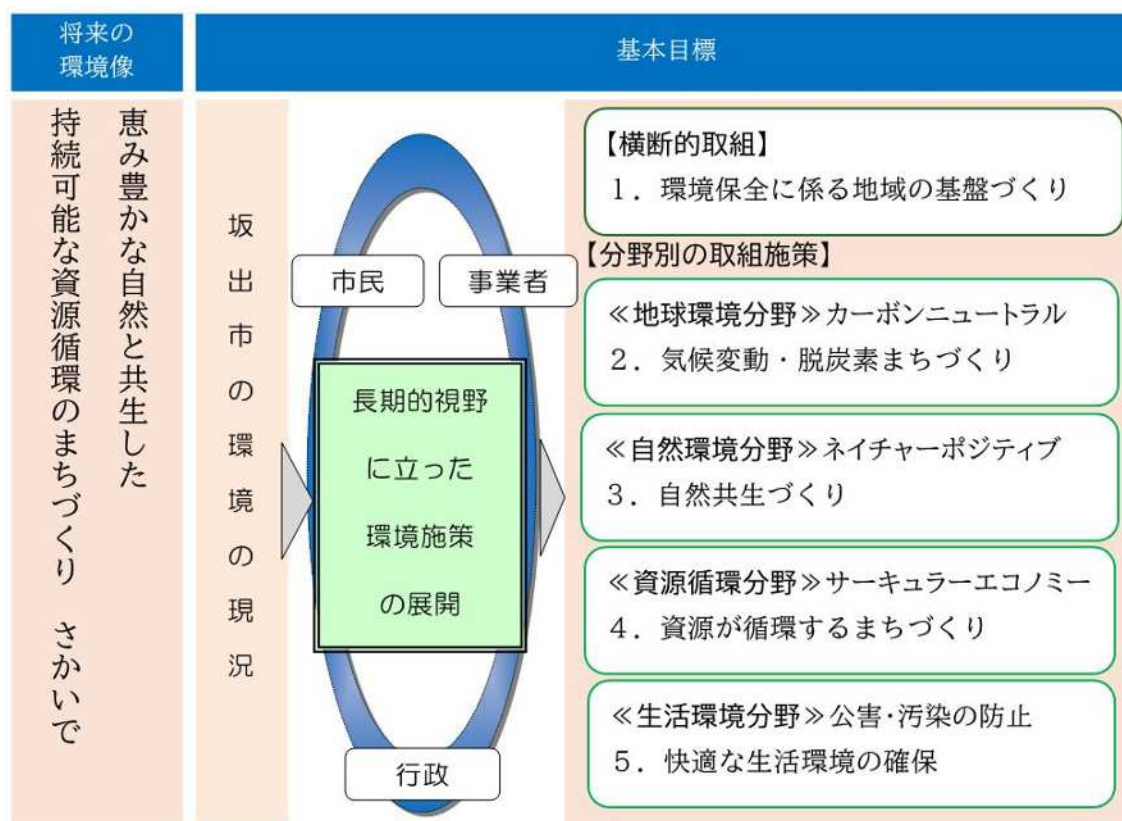 将来の
環境像
基本目標
恵み豊かな自然と共生した
持続可能な資源循環のまちづくり　さかいで
坂出市の環境の現況
市民
事業者
長期的視野
に立った
環境施策
の展開
行政
【横断的取組】
１．環境保全に係る地域の基盤づくり
【分野別の取組施策】
≪地球環境分野≫カーボンニュートラル
２．気候変動・脱炭素まちづくり
≪自然環境分野≫ネイチャーポジティブ
３．自然共生づくり
≪資源循環分野≫サーキュラーエコノミー
４．資源が循環するまちづくり
≪生活環境分野≫公害･汚染の防止
５．快適な生活環境の確保